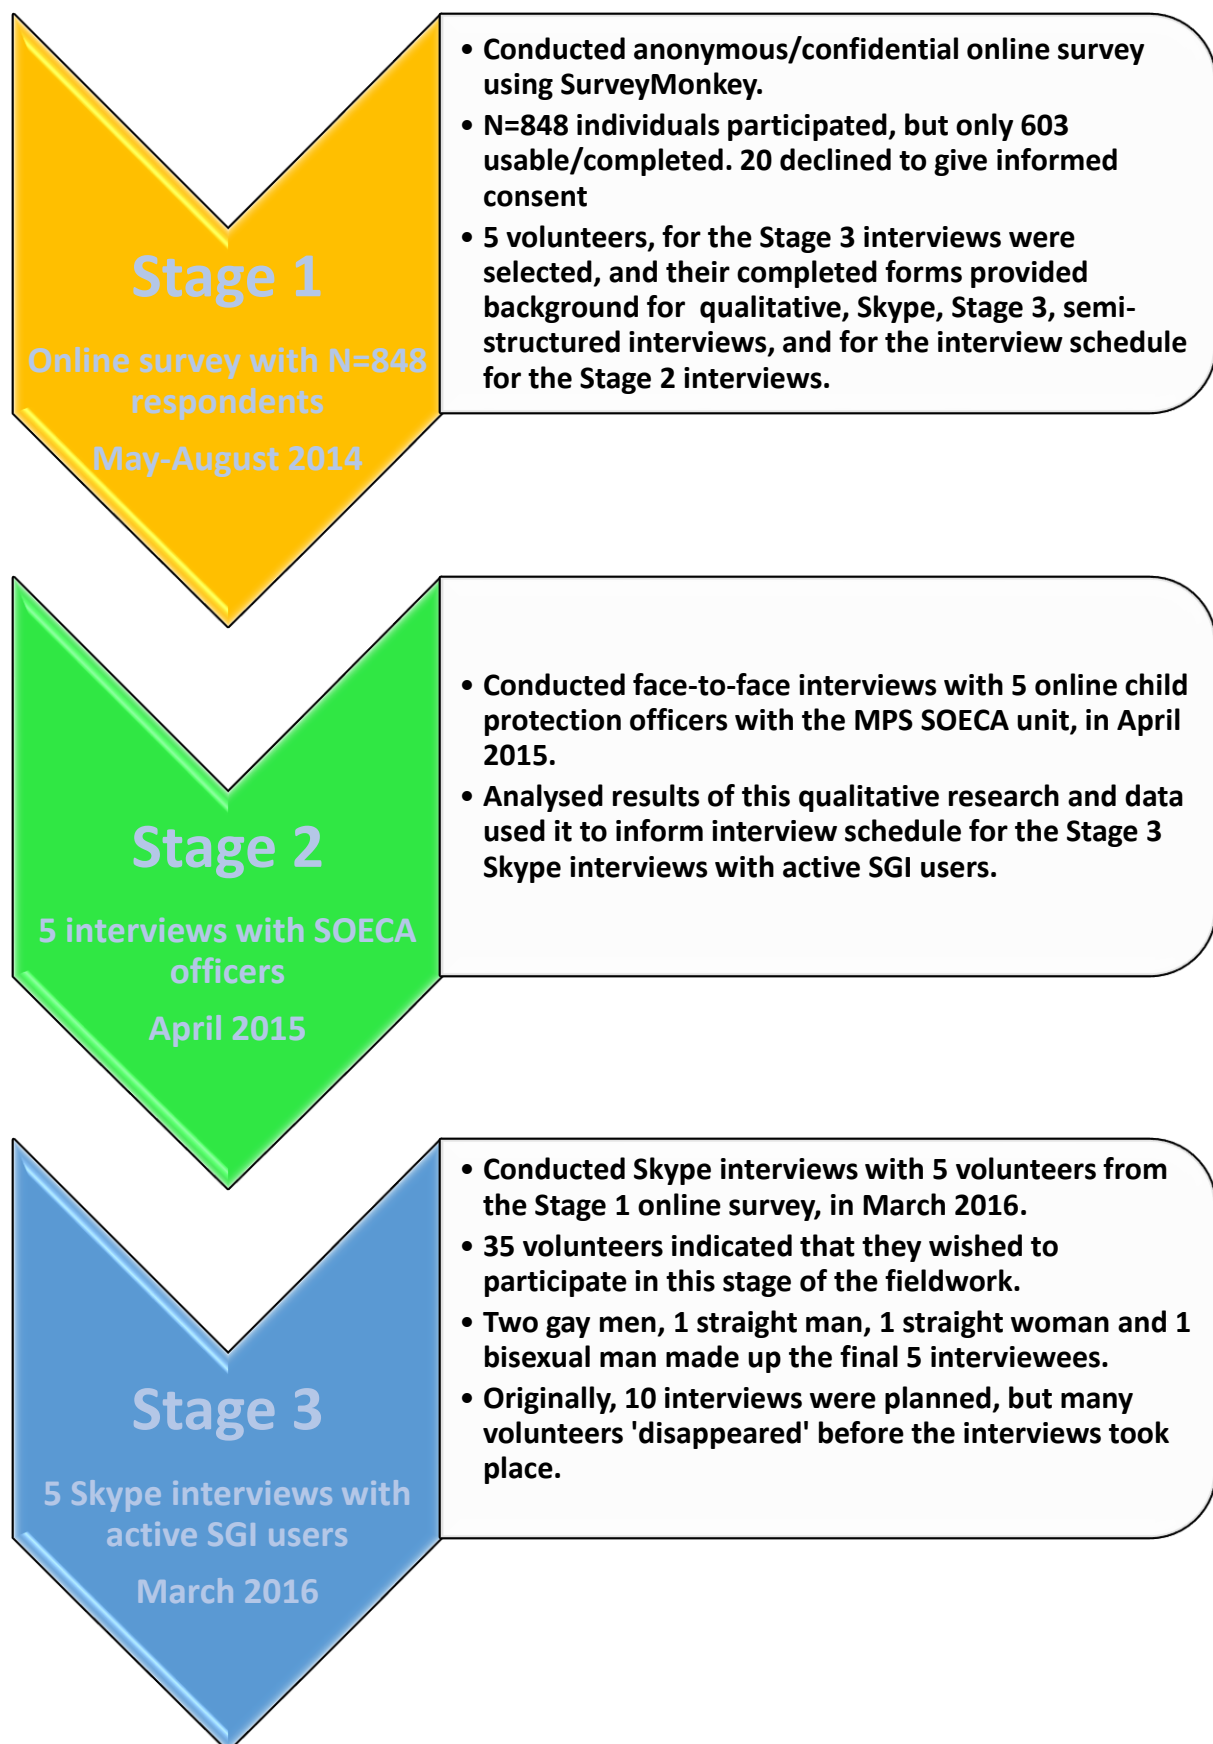 Stage 1
Online survey with N=848
respondents
May-August 2014
• Conducted anonymous/confidential online survey
using SurveyMonkey.
• N=848 individuals participated, but only 603
usable/completed. 20 declined to give informed
consent
• 5 volunteers, for the Stage 3 interviews were
selected, and their completed forms provided
background for  qualitative, Skype, Stage 3, semi-
structured interviews, and for the interview schedule
for the Stage 2 interviews.
Stage 2
5 interviews with SOECA
officers
April 2015
• Conducted face-to-face interviews with 5 online child
protection officers with the MPS SOECA unit, in April
2015.
• Analysed results of this qualitative research and data
used it to inform interview schedule for the Stage 3
Skype interviews with active SGI users.
Stage 3
5 Skype interviews with
active SGI users
March 2016
• Conducted Skype interviews with 5 volunteers from
the Stage 1 online survey, in March 2016.
• 35 volunteers indicated that they wished to
participate in this stage of the fieldwork.
• Two gay men, 1 straight man, 1 straight woman and 1
bisexual man made up the final 5 interviewees.
• Originally, 10 interviews were planned, but many
volunteers 'disappeared' before the interviews took
place.